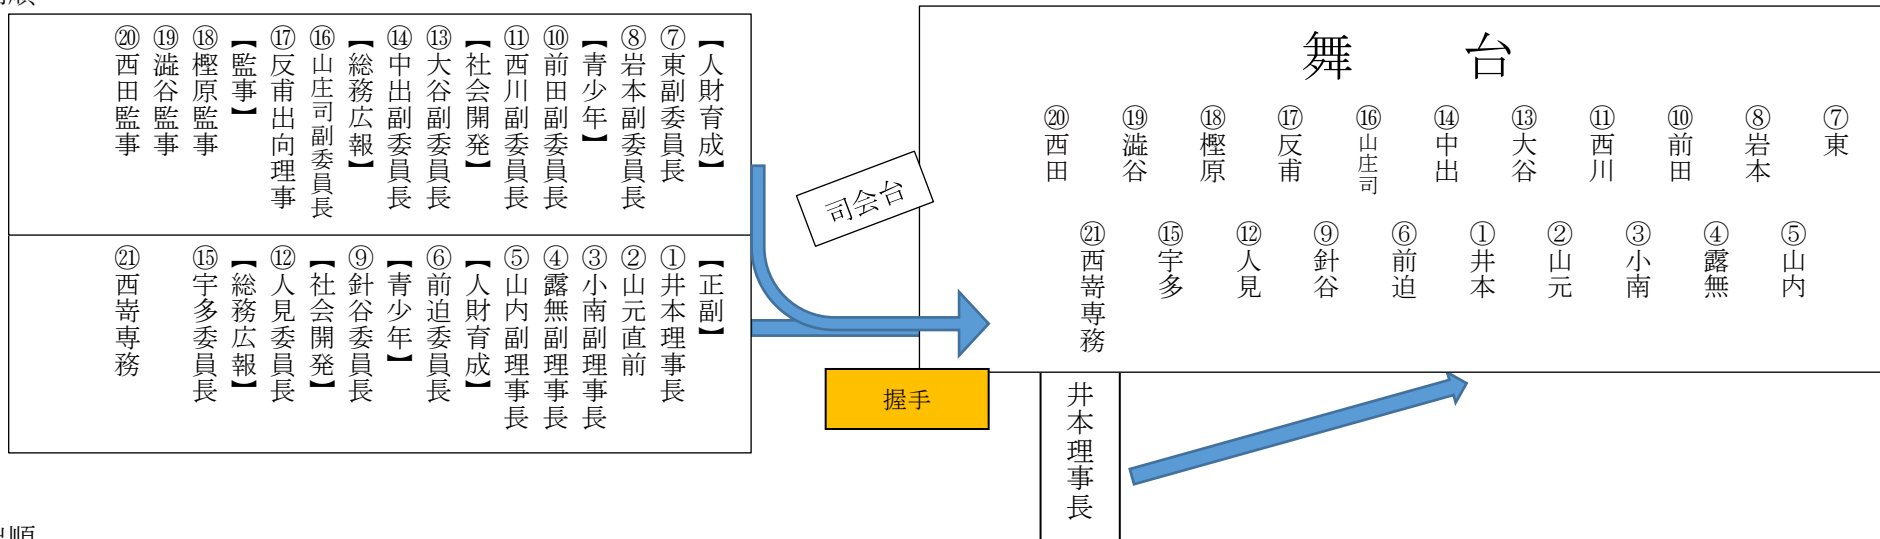 【人財育成】
⑦東副委員長
⑧岩本副委員長
【青少年】
⑩前田副委員長
⑪西川副委員長
【社会開発】
⑬大谷副委員長
⑭中出副委員長
【総務広報】
⑯山庄司副委員長
⑰反甫出向理事
【監事】
⑱樫原監事
⑲澁谷監事
⑳西田監事
【正副】
①井本理事長
②山元直前
③小南副理事長
④露無副理事長
⑤山内副理事長
【人財育成】
⑥前迫委員長
【青少年】
⑨針谷委員長
【社会開発】
⑫人見委員長
【総務広報】
⑮宇多委員長
㉑西嵜専務
司会台
握手
舞　台
⑦東
⑧岩本
⑩前田
⑪西川
⑬大谷
⑭中出
⑯山庄司
⑰反甫
⑱樫原
⑲澁谷
⑳西田
⑤山内
④露無
③小南
②山元
①井本
⑥前迫
⑨針谷
⑫人見
⑮宇多
㉑西嵜専務
井本理事長